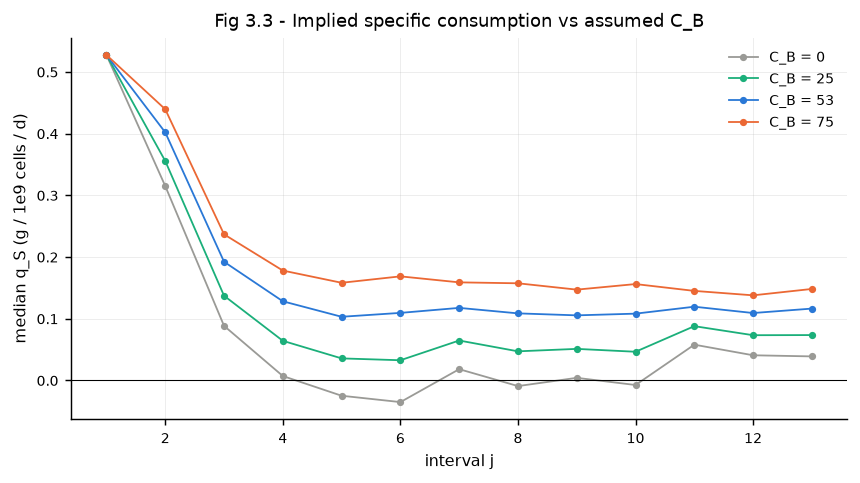 Fig 3.3 - Implied specific consumption vs assumed C_B
median q_S (g / 1e9 cells / d)
0.5
0.4
0.3
0.2
0.1
0.0
C_B = 0
C_B = 25
C_B = 53
C_B = 75
2
4
6
8
10
12
interval j